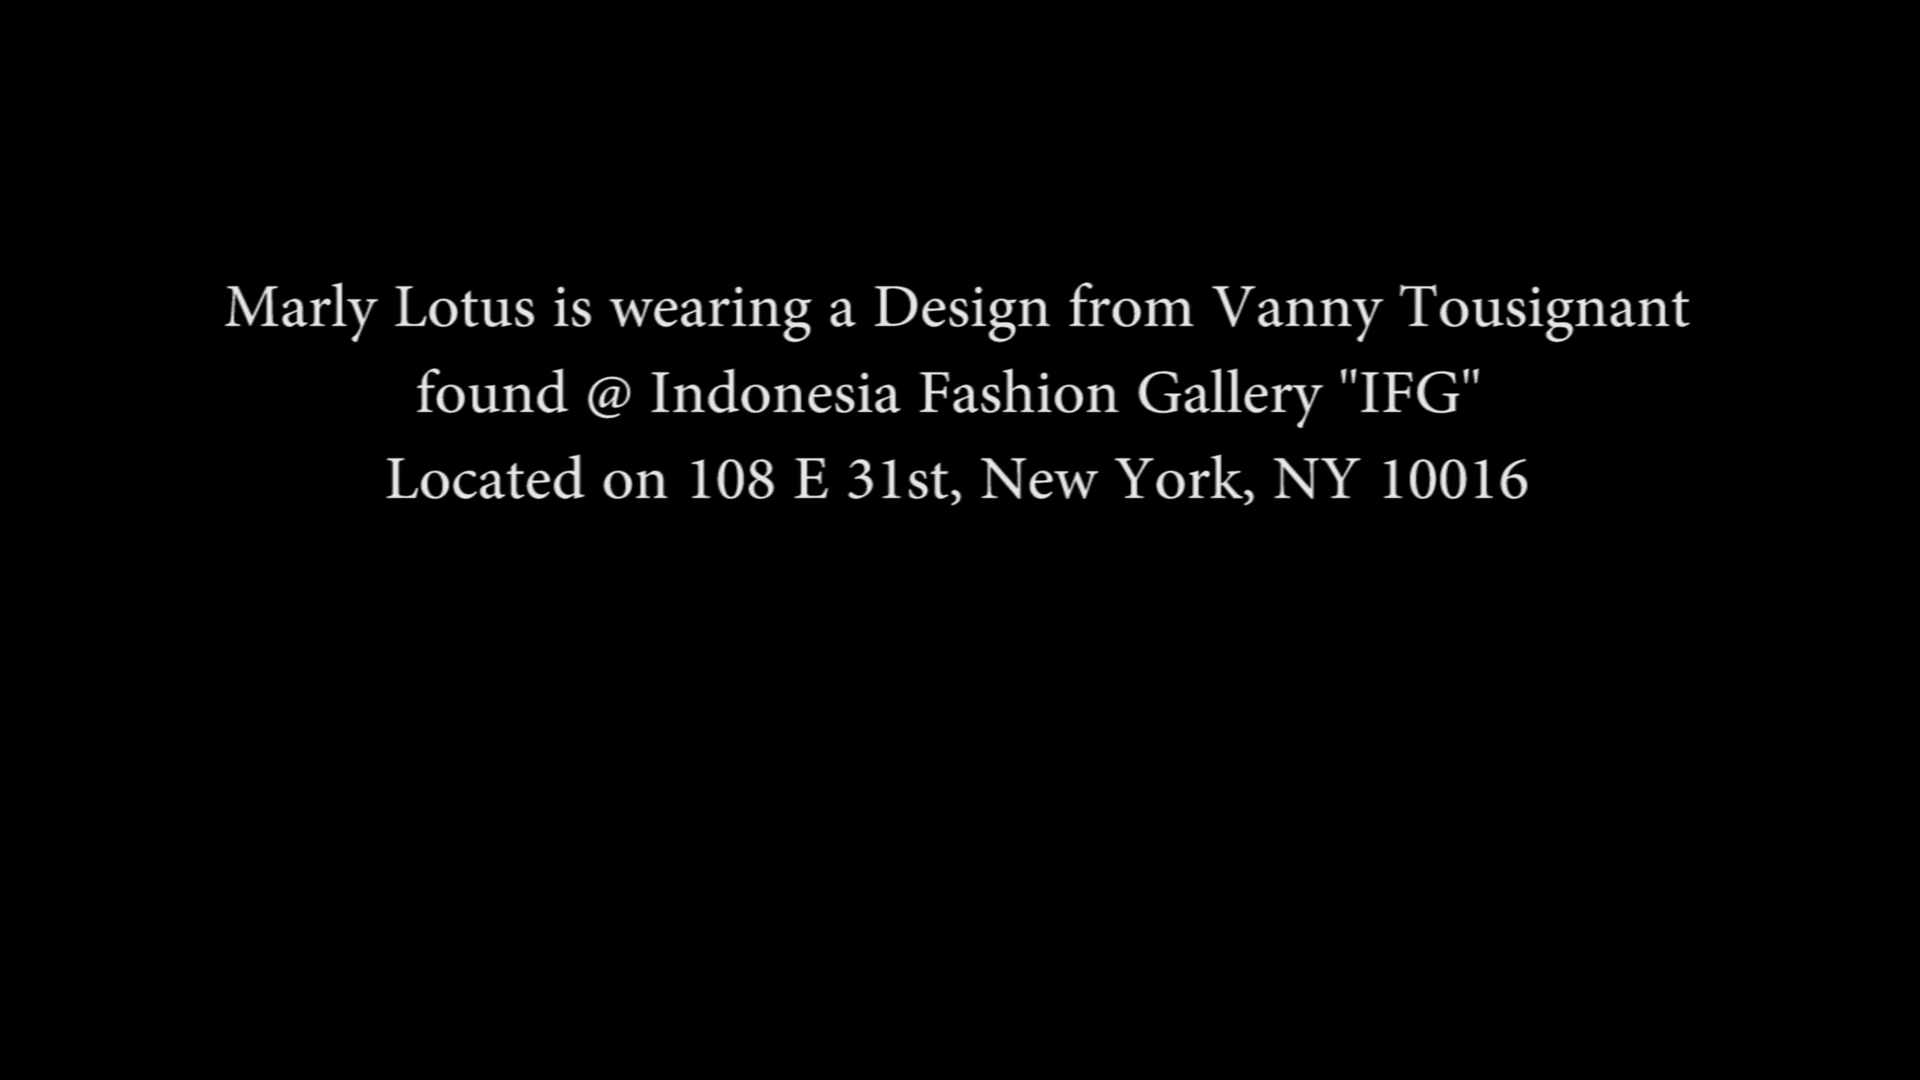 Marly Lotus is wearing a Design from Vanny Tousignant
found @ Indonesia Fashion Gallery "IFG"
Located on 108 E 31st, New York, NY 10016